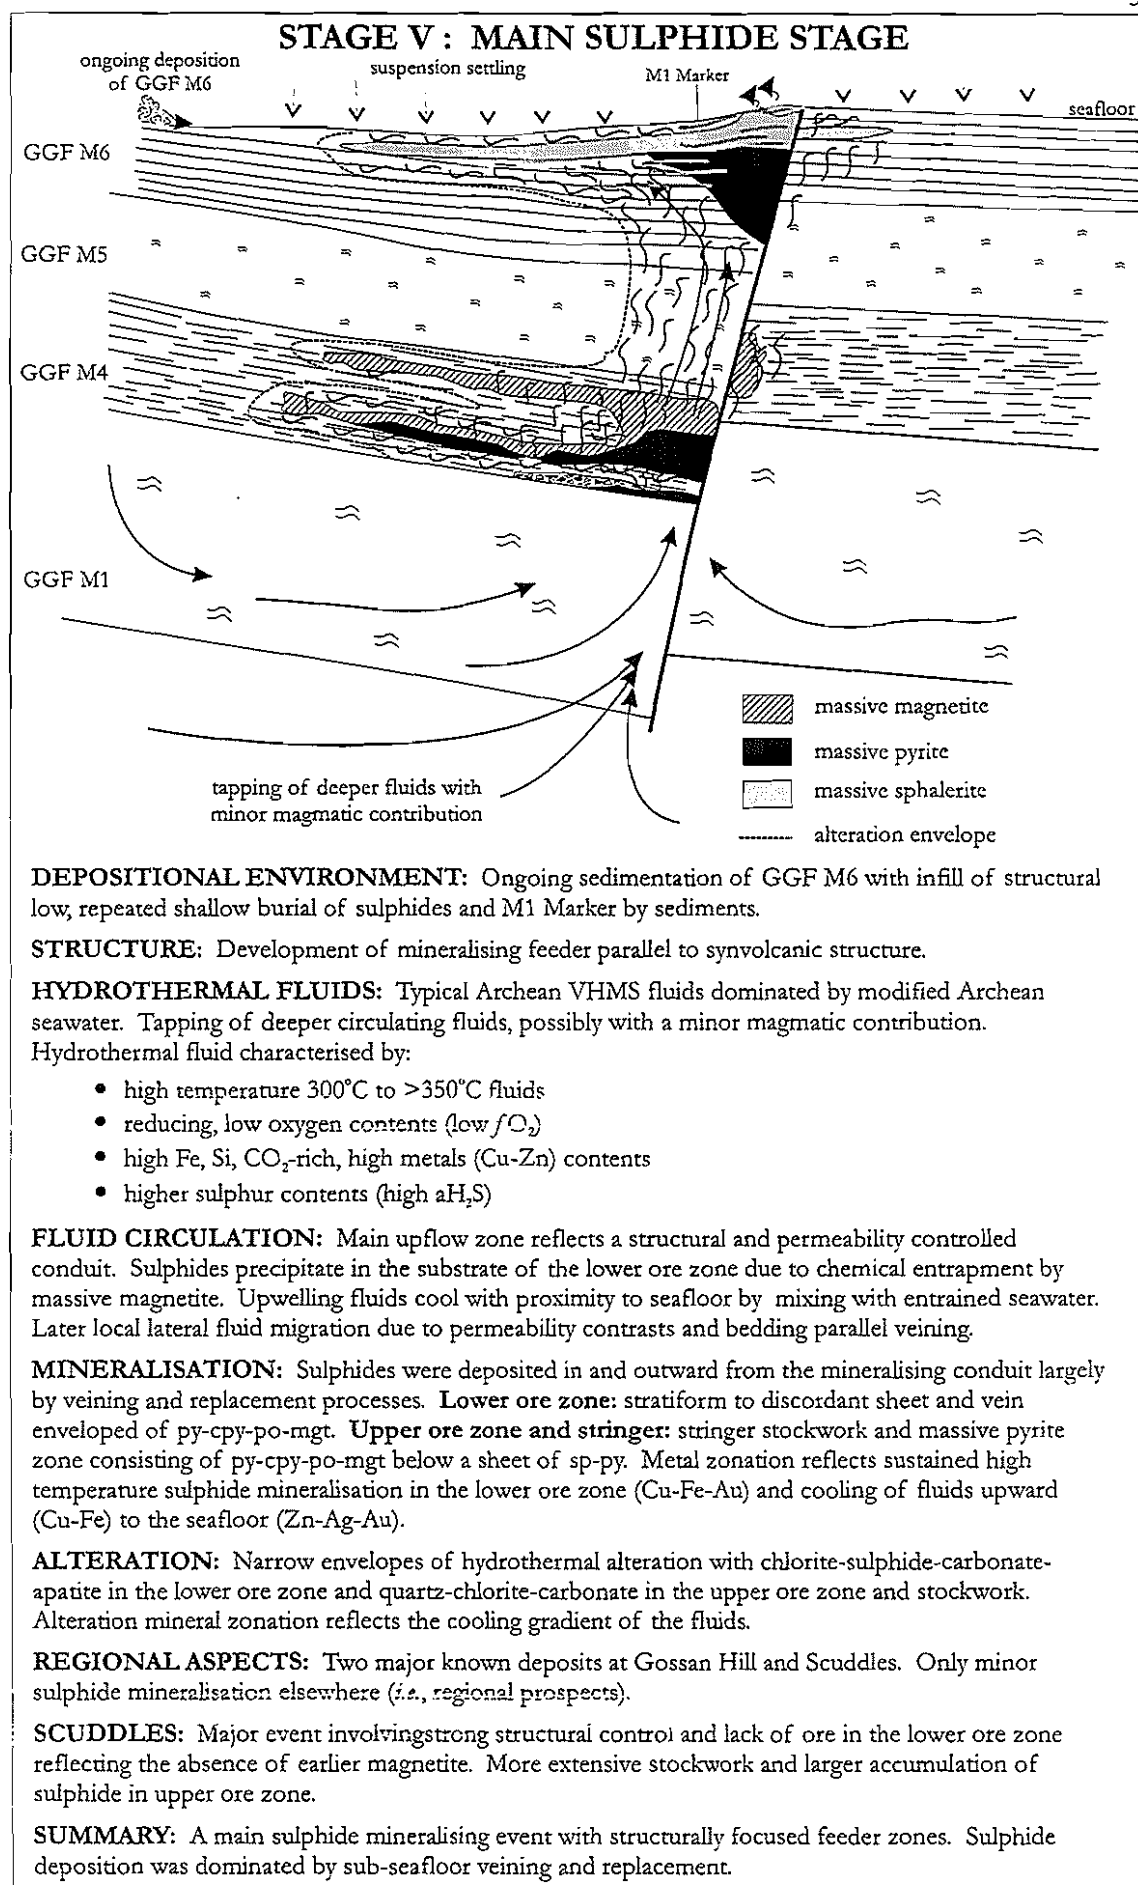 STAGE V : MAIN SULPHIDE STAGE
ongoing deposition
of GGF M6
suspension settling
M1 Marker
seafloor
GGF M6
GGF M5
GGF M4
GGF M1
massive magnetite
massive pyrite
massive sphalerite
alteration envelope
tapping of deeper fluids with
minor magmatic contribution
DEPOSITIONAL ENVIRONMENT: Ongoing sedimentation of GGF M6 with infill of structural
low, repeated shallow burial of sulphides and M1 Marker by sediments.
STRUCTURE: Development of mineralising feeder parallel to synvolcanic structure.
HYDROTHERMAL FLUIDS: Typical Archean VHMS fluids dominated by modified Archean
seawater. Tapping of deeper circulating fluids, possibly with a minor magmatic contribution.
Hydrothermal fluid characterised by:
• high temperature 300°C to >350°C fluids
• reducing, low oxygen contents (low fO₂)
• high Fe, Si, CO₂-rich, high metals (Cu-Zn) contents
• higher sulphur contents (high aH₂S)
FLUID CIRCULATION: Main upflow zone reflects a structural and permeability controlled
conduit. Sulphides precipitate in the substrate of the lower ore zone due to chemical entrapment by
massive magnetite. Upwelling fluids cool with proximity to seafloor by mixing with entrained seawater.
Later local lateral fluid migration due to permeability contrasts and bedding parallel veining.
MINERALISATION: Sulphides were deposited in and outward from the mineralising conduit largely
by veining and replacement processes. Lower ore zone: stratiform to discordant sheet and vein
enveloped of py-cpy-po-mgt. Upper ore zone and stringer: stringer stockwork and massive pyrite
zone consisting of py-cpy-po-mgt below a sheet of sp-py. Metal zonation reflects sustained high
temperature sulphide mineralisation in the lower ore zone (Cu-Fe-Au) and cooling of fluids upward
(Cu-Fe) to the seafloor (Zn-Ag-Au).
ALTERATION: Narrow envelopes of hydrothermal alteration with chlorite-sulphide-carbonate-
apatite in the lower ore zone and quartz-chlorite-carbonate in the upper ore zone and stockwork.
Alteration mineral zonation reflects the cooling gradient of the fluids.
REGIONAL ASPECTS: Two major known deposits at Gossan Hill and Scuddles. Only minor
sulphide mineralisation elsewhere (i.e., regional prospects).
SCUDDLES: Major event involvingstrong structural control and lack of ore in the lower ore zone
reflecting the absence of earlier magnetite. More extensive stockwork and larger accumulation of
sulphide in upper ore zone.
SUMMARY: A main sulphide mineralising event with structurally focused feeder zones. Sulphide
deposition was dominated by sub-seafloor veining and replacement.